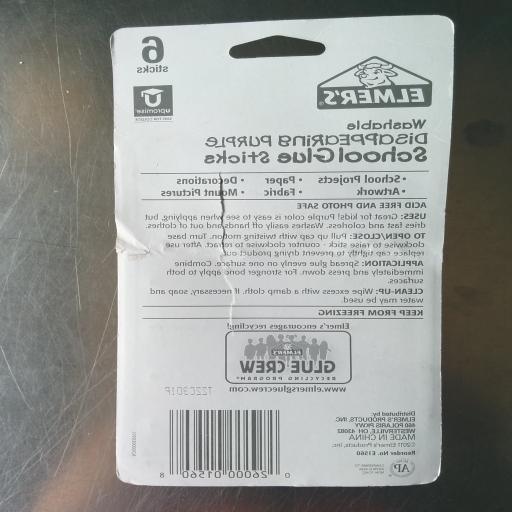 ELMER'S®
6
sticks
upromise
Washable
DISAPPEARING PURPLE
School Glue Sticks
• School Projects • Paper • Decorations
• Artwork • Fabric • Mount Pictures
ACID FREE AND PHOTO SAFE
USES: Great for kids! Purple color is easy to see when applying, but
dries fast and colorless. Washes easily off hands and out of clothes.
TO OPEN/CLOSE: Pull up cap with twisting motion. Turn base
clockwise to raise stick - counter clockwise to retract. After use
replace cap tightly to prevent drying product out.
APPLICATION: Spread glue evenly on one surface. Combine
immediately and press down. For stronger bond apply to both
surfaces.
CLEAN-UP: Wipe excess with a damp cloth. If necessary, soap and
water may be used.
KEEP FROM FREEZING
Elmer's encourages recycling!
ELMER'S
GLUE CREW
RECYCLING PROGRAM
www.elmersgluecrew.com
Distributed by:
ELMER'S PRODUCTS, INC.
460 POLARIS PKWY
WESTERVILLE, OH, 43082
MADE IN CHINA
©2011 Elmer's Products, Inc.
Reorder No. E1560
AP
0 26000 01560 8